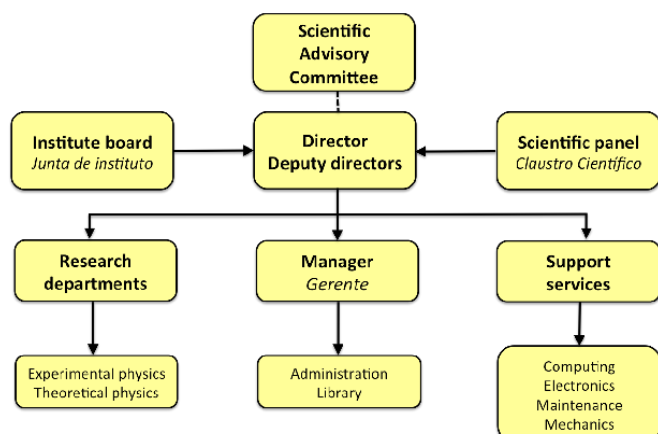 Scientific
Advisory
Committee
Institute board
Junta de instituto
Director
Deputy directors
Scientific panel
Claustro Científico
Research
departments
Manager
Gerente
Support
services
Experimental physics
Theoretical physics
Administration
Library
Computing
Electronics
Maintenance
Mechanics